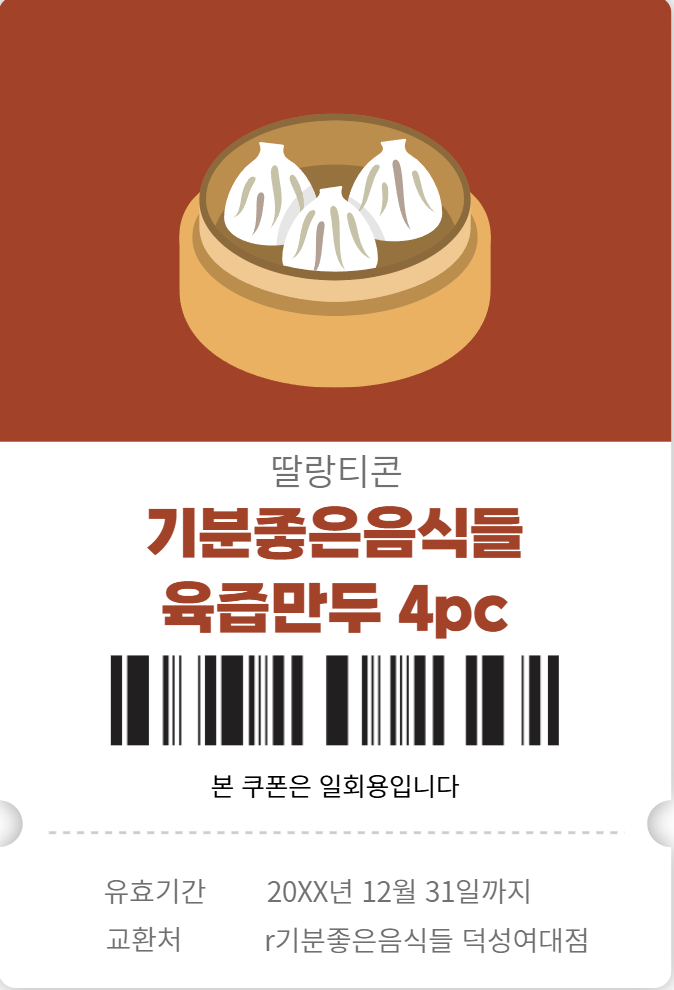 딸랑티콘
기분좋은음식들
육즙만두 4pc
본 쿠폰은 일회용입니다
유효기간 20XX년 12월 31일까지
교환처 r기분좋은음식들 덕성여대점